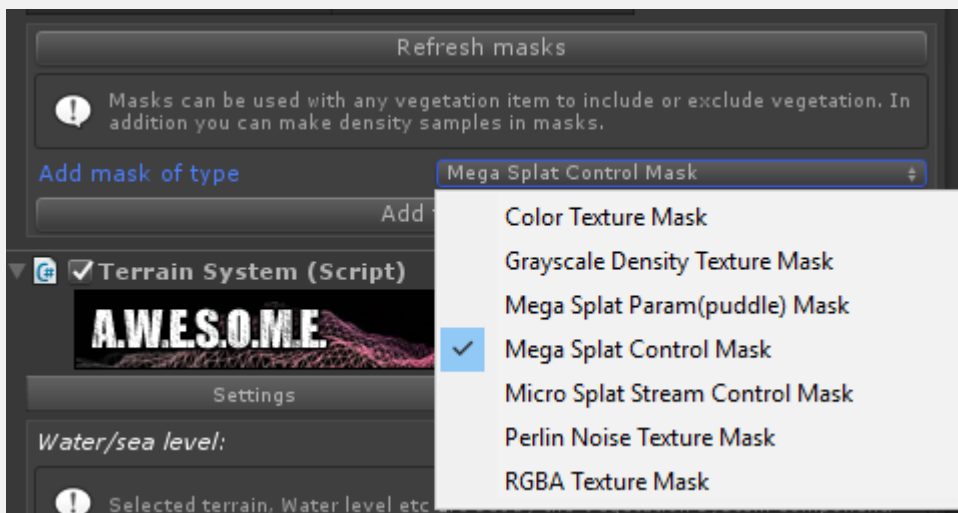 Refresh masks
Masks can be used with any vegetation item to include or exclude vegetation. In
addition you can make density samples in masks.
Add mask of type
Mega Splat Control Mask
Add
Color Texture Mask
Grayscale Density Texture Mask
Mega Splat Param(puddle) Mask
Mega Splat Control Mask
Micro Splat Stream Control Mask
Perlin Noise Texture Mask
RGBA Texture Mask
Terrain System (Script)
A.W.E.S.O.M.E.
Settings
Water/sea level:
Selected terrain, Water level etc